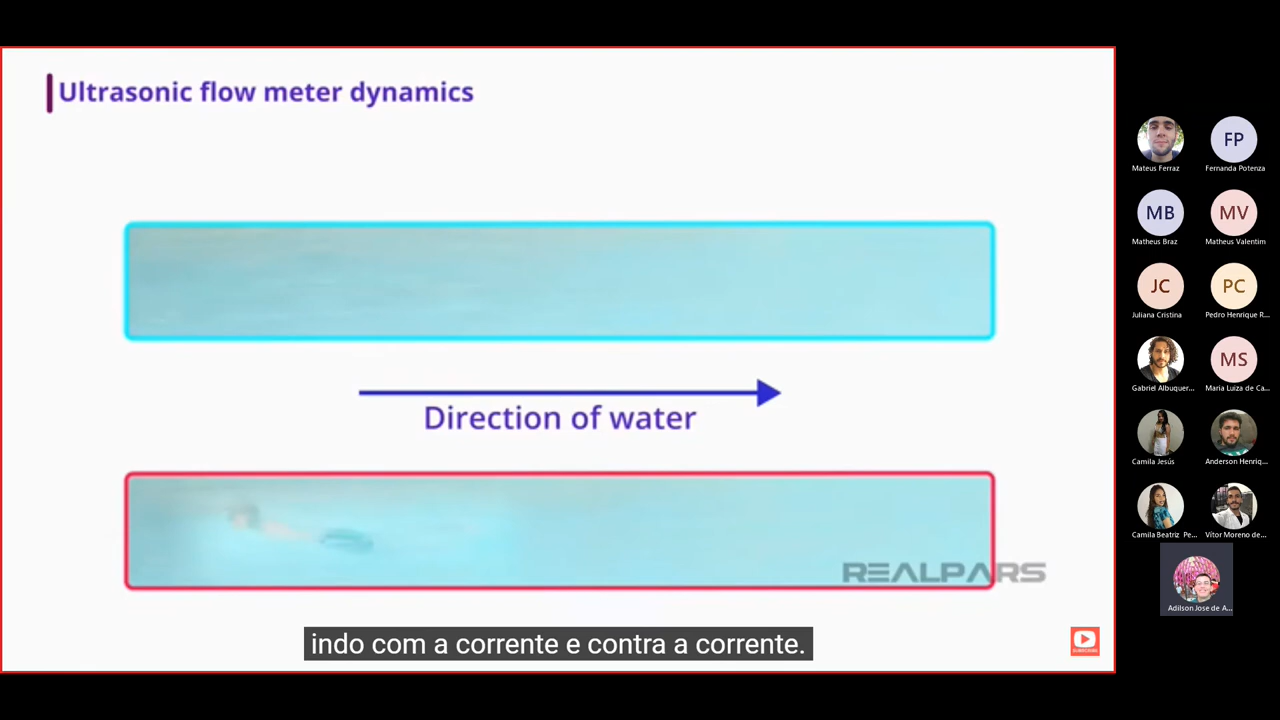 Ultrasonic flow meter dynamics
Direction of water
REALPARS
indo com a corrente e contra a corrente.
Mateus Ferraz
FP
Fernanda Potenza
MB
Matheus Braz
MV
Matheus Valentim
JC
Juliana Cristina
PC
Pedro Henrique R...
Gabriel Albuquer...
MS
Maria Luiza de Ca...
Camila Jesús
Anderson Henriq...
Camila Beatriz Pe...
Vítor Moreno de...
Adilson Jose de A...